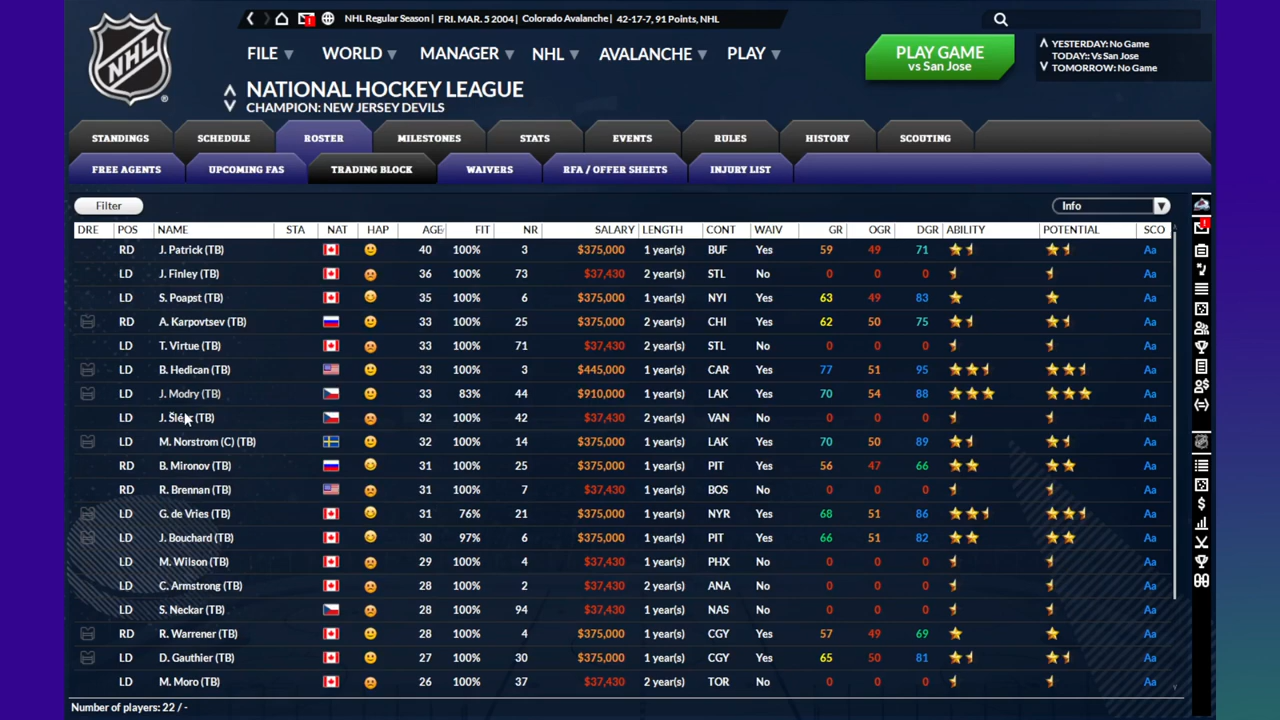 NHL Regular Season | FRI. MAR. 5 2004 | Colorado Avalanche | 42-17-7, 91 Points, NHL
NHL
FILE WORLD MANAGER NHL AVALANCHE PLAY
PLAY GAME
vs San Jose
YESTERDAY: No Game
TODAY:: Vs San Jose
TOMORROW: No Game
NATIONAL HOCKEY LEAGUE
CHAMPION: NEW JERSEY DEVILS
STANDINGS SCHEDULE ROSTER MILESTONES STATS EVENTS RULES HISTORY SCOUTING
FREE AGENTS UPCOMING FAS TRADING BLOCK WAIVERS RFA / OFFER SHEETS INJURY LIST
Filter Info
DRE POS NAME STA NAT HAP AGE FIT NR SALARY LENGTH CONT WAIV GR OGR DGR ABILITY POTENTIAL SCO
RD J. Patrick (TB) 40 100% 3 $375,000 1 year(s) BUF Yes 59 49 71 Aa
LD J. Finley (TB) 36 100% 73 $37,430 2 year(s) STL No 0 0 0 Aa
LD S. Poapst (TB) 35 100% 6 $375,000 1 year(s) NYI Yes 63 49 83 Aa
RD A. Karpovtsev (TB) 33 100% 25 $375,000 1 year(s) CHI Yes 62 50 75 Aa
LD T. Virtue (TB) 33 100% 71 $37,430 2 year(s) STL No 0 0 0 Aa
LD B. Hedican (TB) 33 100% 3 $445,000 1 year(s) CAR Yes 77 51 95 Aa
LD J. Modry (TB) 33 83% 44 $910,000 1 year(s) LAK Yes 70 54 88 Aa
LD J. (TB) 32 100% 42 $37,430 2 year(s) VAN No 0 0 0 Aa
LD M. Norstrom (C) (TB) 32 100% 14 $375,000 1 year(s) LAK Yes 70 50 89 Aa
RD B. Mironov (TB) 31 100% 25 $375,000 1 year(s) PIT Yes 56 47 66 Aa
RD R. Brennan (TB) 31 100% 7 $37,430 1 year(s) BOS No 0 0 0 Aa
LD G. de Vries (TB) 31 76% 21 $375,000 1 year(s) NYR Yes 68 51 86 Aa
LD J. Bouchard (TB) 30 97% 6 $375,000 1 year(s) PIT Yes 66 51 82 Aa
LD M. Wilson (TB) 29 100% 4 $37,430 1 year(s) PHX No 0 0 0 Aa
LD C. Armstrong (TB) 28 100% 2 $37,430 2 year(s) ANA No 0 0 0 Aa
LD S. Neckar (TB) 28 100% 94 $37,430 1 year(s) NAS No 0 0 0 Aa
RD R. Warrener (TB) 28 100% 4 $375,000 1 year(s) CGY Yes 57 49 69 Aa
LD D. Gauthier (TB) 27 100% 30 $375,000 1 year(s) CGY Yes 65 50 81 Aa
LD M. Moro (TB) 26 100% 37 $37,430 2 year(s) TOR No 0 0 0 Aa
Number of players: 22 / -